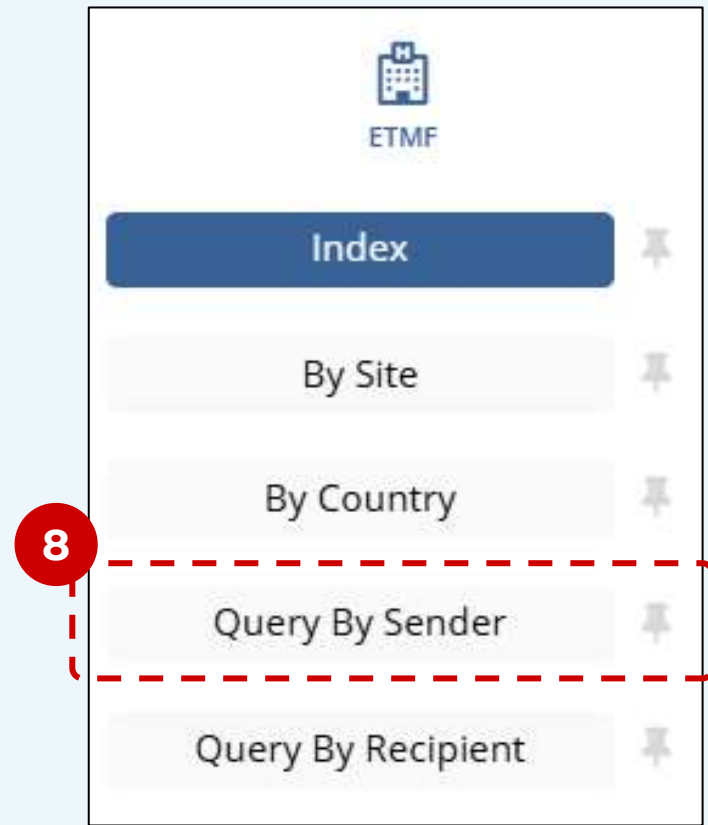 ETMF
Index
By Site
By Country
8
Query By Sender
Query By Recipient